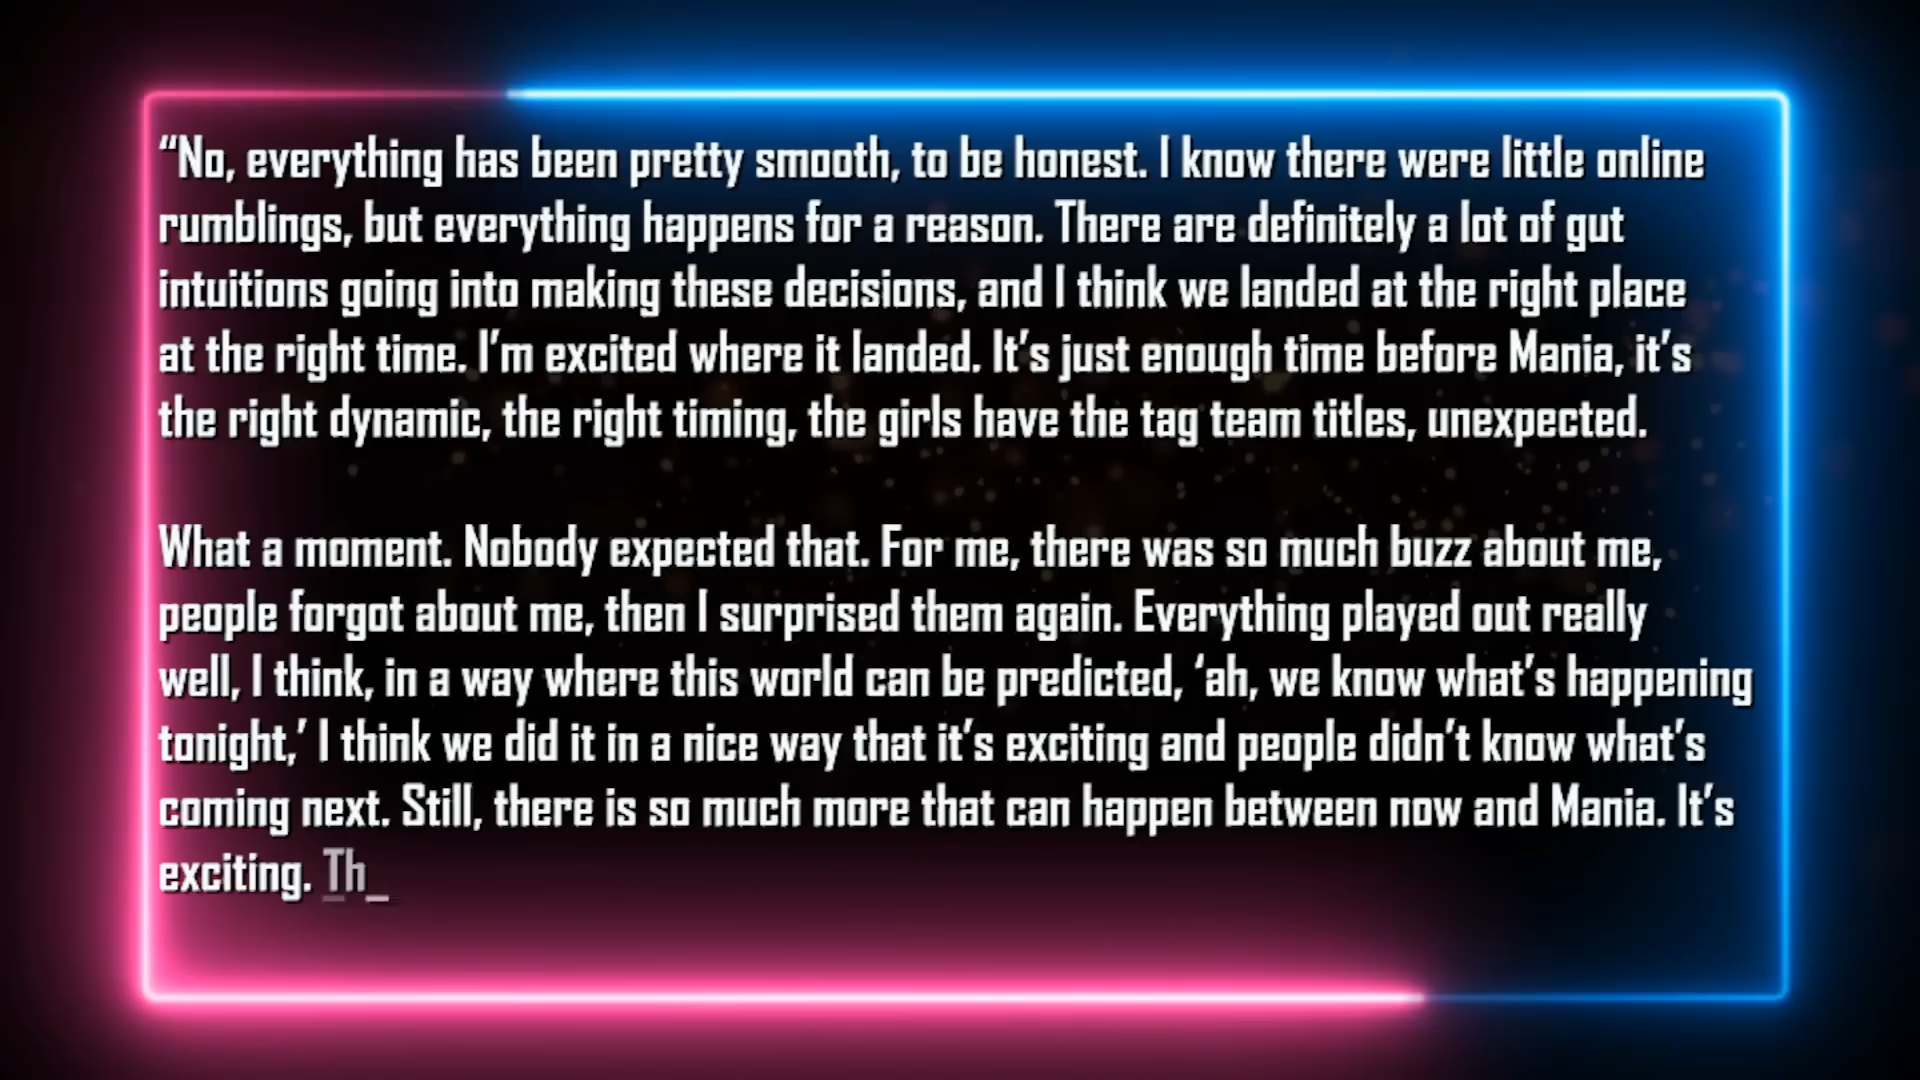 “No, everything has been pretty smooth, to be honest. I know there were little online
rumblings, but everything happens for a reason. There are definitely a lot of gut
intuitions going into making these decisions, and I think we landed at the right place
at the right time. I’m excited where it landed. It’s just enough time before Mania, it’s
the right dynamic, the right timing, the girls have the tag team titles, unexpected.
What a moment. Nobody expected that. For me, there was so much buzz about me,
people forgot about me, then I surprised them again. Everything played out really
well, I think, in a way where this world can be predicted, ‘ah, we know what’s happening
tonight,’ I think we did it in a nice way that it’s exciting and people didn’t know what’s
coming next. Still, there is so much more that can happen between now and Mania. It’s
exciting. Th_